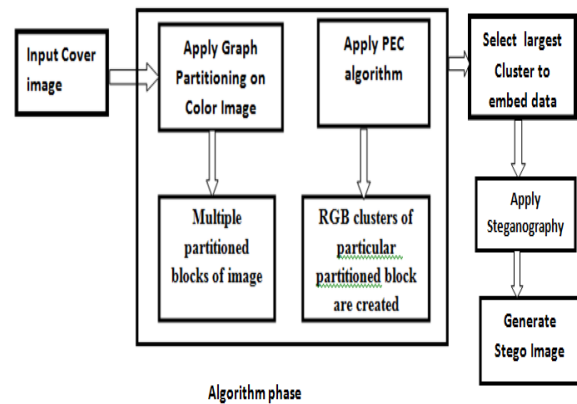 Input Cover
image
Apply Graph
Partitioning on
Color Image
Multiple
partitioned
blocks of image
Apply PEC
algorithm
RGB clusters of
particular
partitioned block
are created
Select largest
Cluster to
embed data
Apply
Steganography
Generate
Stego Image
Algorithm phase